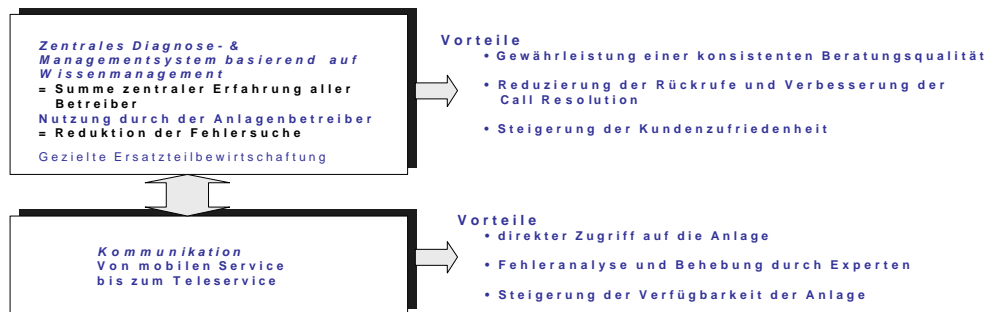 Zentrales Diagnose- &
Managementsystem basierend auf
Wissenmanagement
= Summe zentraler Erfahrung aller
Betreiber
Nutzung durch der Anlagenbetreiber
= Reduktion der Fehlersuche
Gezielte Ersatzteilbewirtschaftung
Vorteile
• Gewährleistung einer konsistenten Beratungsqualität
• Reduzierung der Rückrufe und Verbesserung der
Call Resolution
• Steigerung der Kundenzufriedenheit
Kommunikation
Von mobilen Service
bis zum Teleservice
Vorteile
• direkter Zugriff auf die Anlage
• Fehleranalyse und Behebung durch Experten
• Steigerung der Verfügbarkeit der Anlage